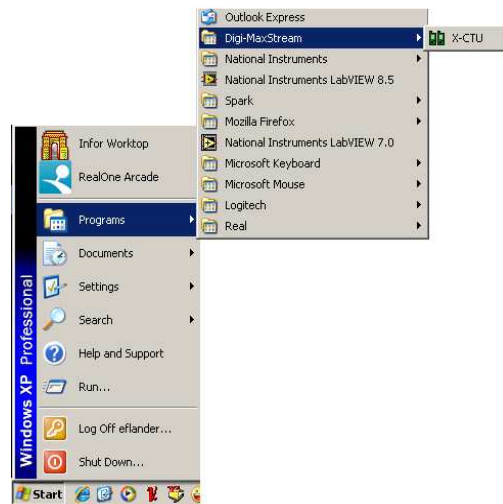 Outlook Express
Digi-MaxStream
X-CTU
National Instruments
National Instruments LabVIEW 8.5
Spark
Mozilla Firefox
National Instruments LabVIEW 7.0
Microsoft Keyboard
Microsoft Mouse
Logitech
Real
Infor Worktop
RealOne Arcade
Programs
Documents
Settings
Search
Help and Support
Run...
Log Off eflander...
Shut Down...
Windows XP Professional
Start